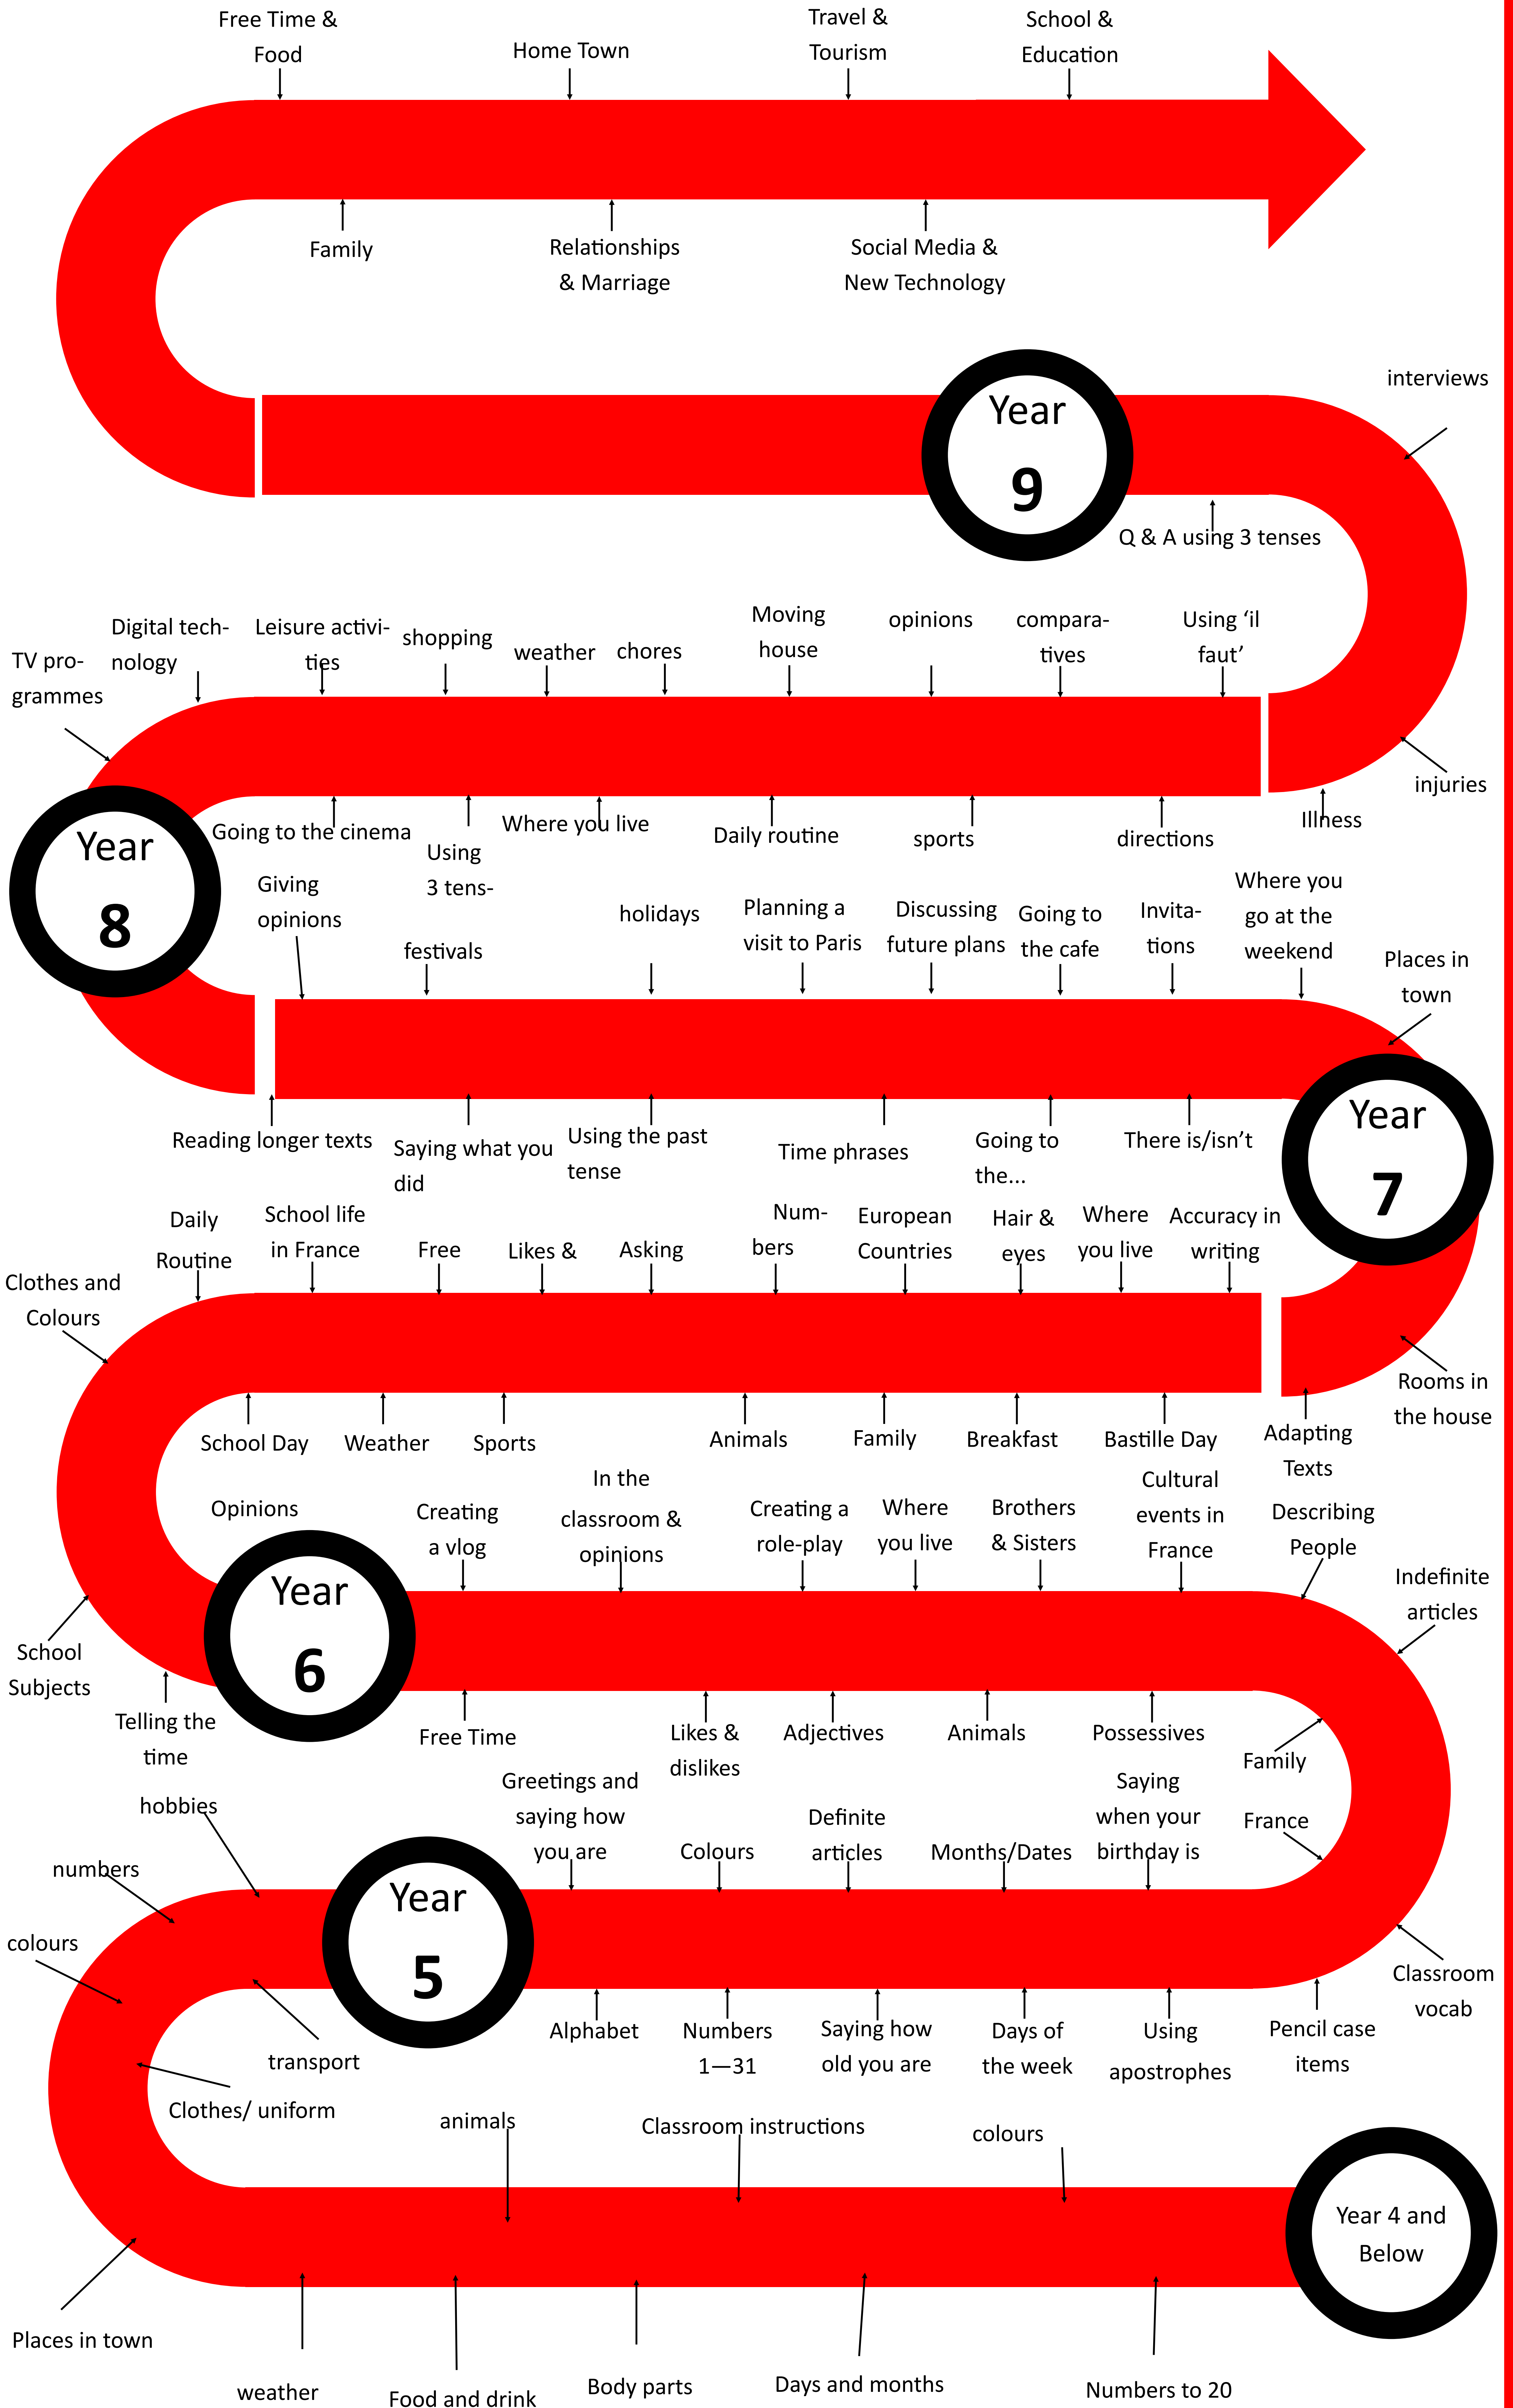 Free Time &
Food
Home Town
Travel &
Tourism
School &
Education
Family
Relationships
& Marriage
Social Media &
New Technology
Year
9
interviews
Q & A using 3 tenses
TV pro-
grammes
Digital tech-
nology
Leisure activi-
ties
shopping
weather
chores
Moving
house
opinions
compara-
tives
Using ‘il
faut’
injuries
Illness
Year
8
Going to the cinema
Using
3 tens-
Where you live
Daily routine
sports
directions
Giving
opinions
festivals
holidays
Planning a
visit to Paris
Discussing
future plans
Going to
the cafe
Invita-
tions
Where you
go at the
weekend
Places in
town
Year
7
Reading longer texts
Saying what you
did
Using the past
tense
Time phrases
Going to
the...
There is/isn’t
Clothes and
Colours
Daily
Routine
School life
in France
Free
Likes &
Asking
Num-
bers
European
Countries
Hair &
eyes
Where
you live
Accuracy in
writing
Rooms in
the house
School Day
Weather
Sports
Animals
Family
Breakfast
Bastille Day
Adapting
Texts
Opinions
Year
6
Creating
a vlog
In the
classroom &
opinions
Creating a
role-play
Where
you live
Brothers
& Sisters
Cultural
events in
France
Describing
People
Indefinite
articles
School
Subjects
Telling the
time
Free Time
Likes &
dislikes
Adjectives
Animals
Possessives
Family
France
hobbies
numbers
colours
Year
5
Greetings and
saying how
you are
Colours
Definite
articles
Months/Dates
Saying
when your
birthday is
Classroom
vocab
Alphabet
Numbers
1—31
Saying how
old you are
Days of
the week
Using
apostrophes
Pencil case
items
transport
Clothes/ uniform
animals
Classroom instructions
colours
Year 4 and
Below
Places in town
weather
Food and drink
Body parts
Days and months
Numbers to 20